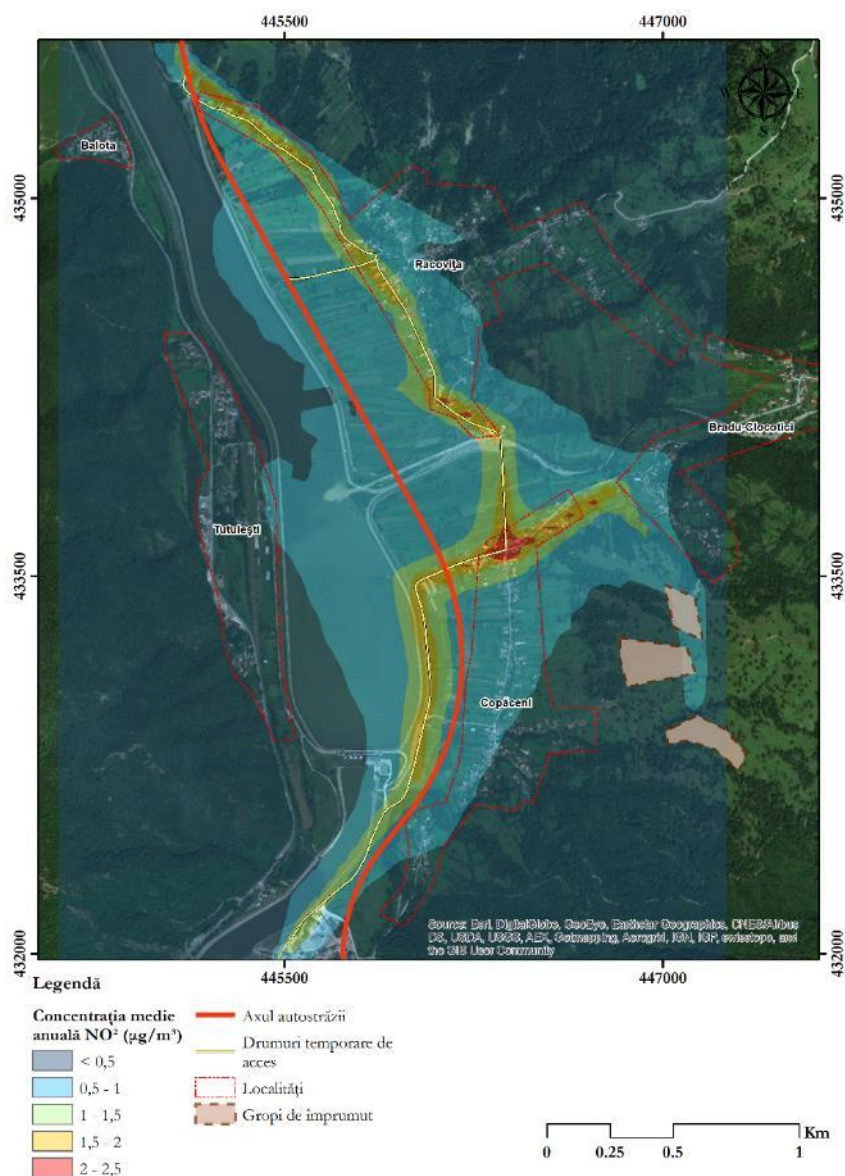 445500 447000
W E
S
Balota
435000 435000
Racovița
Bradu-Clocotici
Tutulești
433500 433500
Copăceni
Source: Esri, DigitalGlobe, GeoEye, Earthstar Geographics, CNES/Airbus
DS, USDA, USGS, AEX, Getmapping, Aerogrid, IGN, IGP, swisstopo, and
the GIS User Community
432000 432000
445500 447000
Legendă
Concentrația medie
anuală NO² (µg/m³)
< 0,5
0,5 - 1
1 - 1,5
1,5 - 2
2 - 2,5
Axul autostrăzii
Drumuri temporare de
acces
Localități
Gropi de împrumut
Km
0 0.25 0.5 1